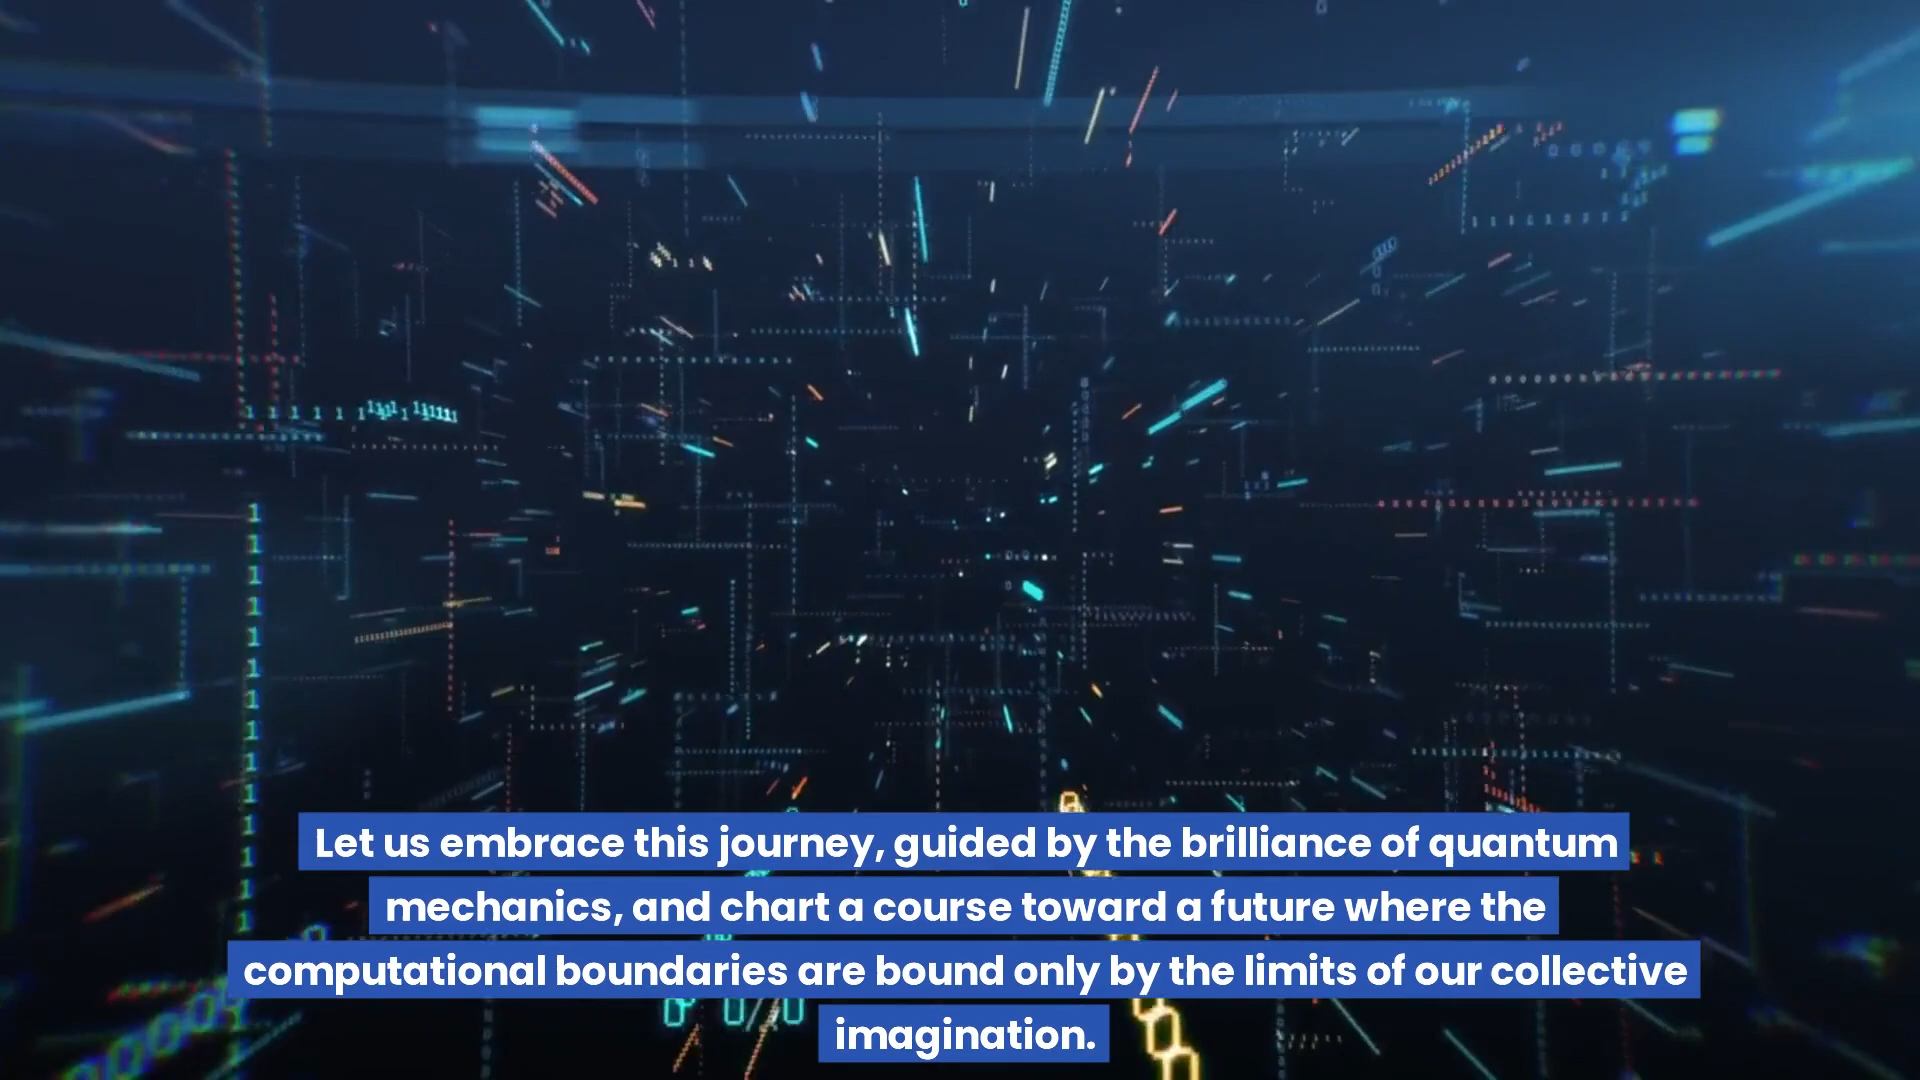 Let us embrace this journey, guided by the brilliance of quantum
mechanics, and chart a course toward a future where the
computational boundaries are bound only by the limits of our collective
imagination.